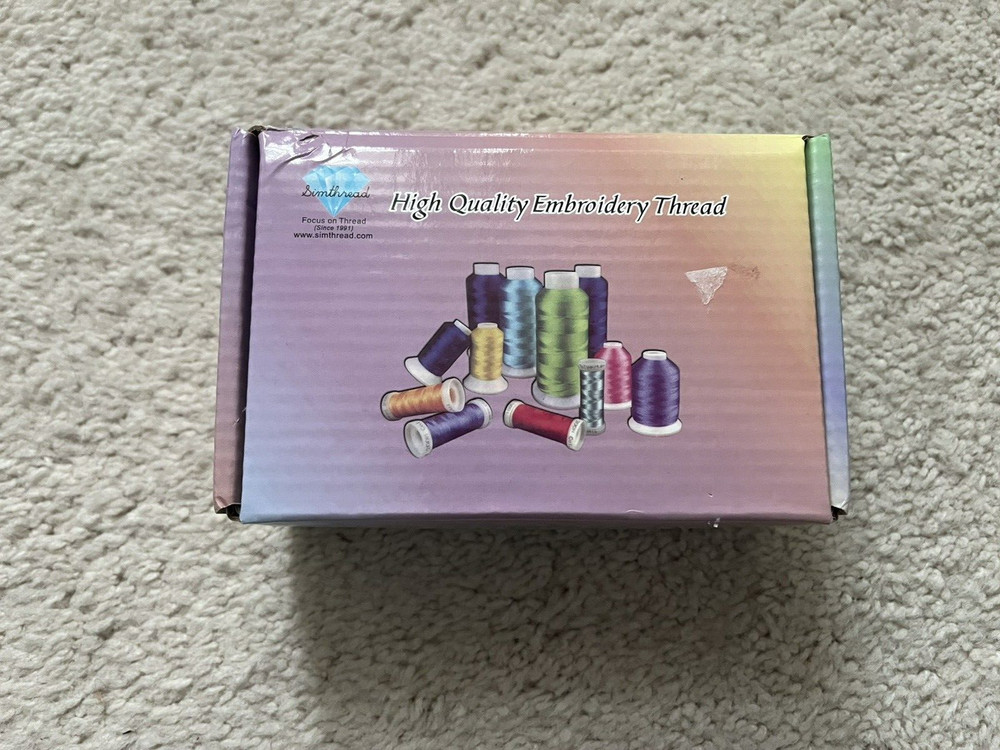 Simthread
High Quality Embroidery Thread
Focus on Thread
(Since 1991)
www.simthread.com